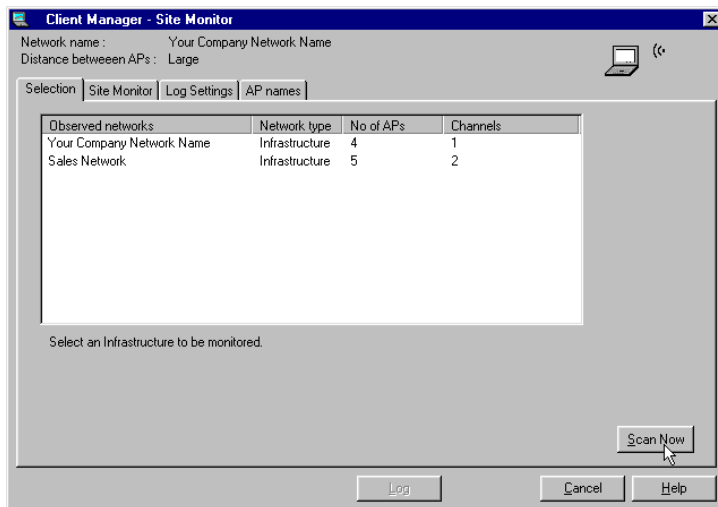 Client Manager - Site Monitor
Network name : Your Company Network Name
Distance betweeen APs : Large
Selection Site Monitor Log Settings AP names
Observed networks Network type No of APs Channels
Your Company Network Name Infrastructure 4 1
Sales Network Infrastructure 5 2
Select an Infrastructure to be monitored.
Scan Now
Log Cancel Help